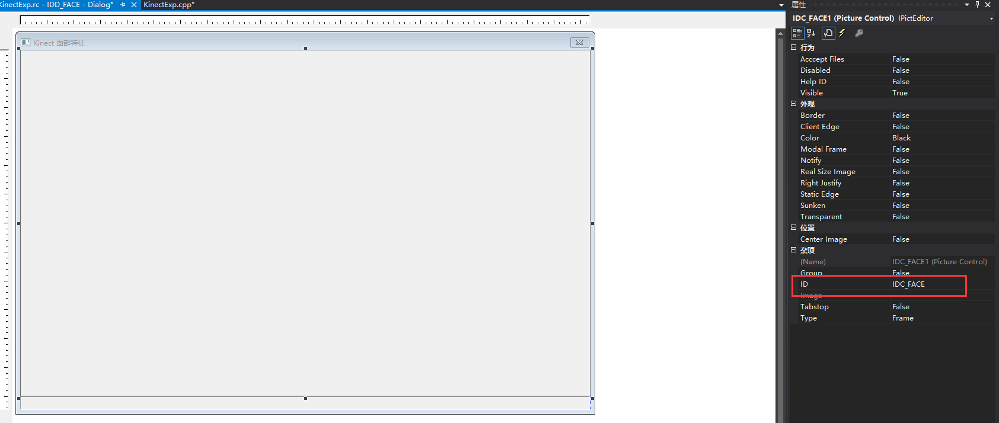 KinectExp.rc - IDD_FACE - Dialog*
KinectExp.cpp*
Kinect 面部特征
属性
IDC_FACE1 (Picture Control) IPictEditor
行为
Acccept Files False
Disabled False
Help ID False
Visible True
外观
Border False
Client Edge False
Color Black
Modal Frame False
Notify False
Real Size Image False
Right Justify False
Static Edge False
Sunken False
Transparent False
位置
Center Image False
杂项
(Name) IDC_FACE1 (Picture Control)
Group False
ID IDC_FACE
Image
Tabstop False
Type Frame